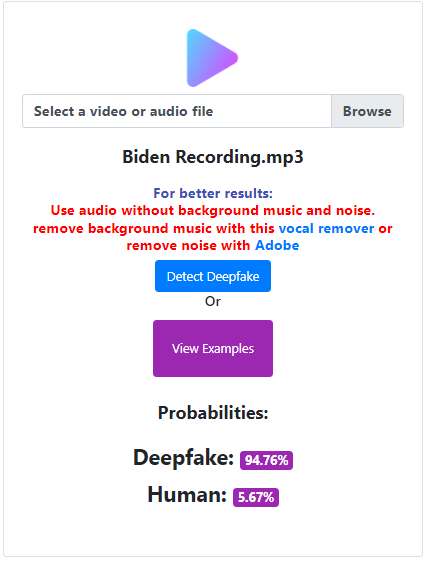 Select a video or audio file Browse
Biden Recording.mp3
For better results:
Use audio without background music and noise.
remove background music with this vocal remover or
remove noise with Adobe
Detect Deepfake
Or
View Examples
Probabilities:
Deepfake: 94.76%
Human: 5.67%